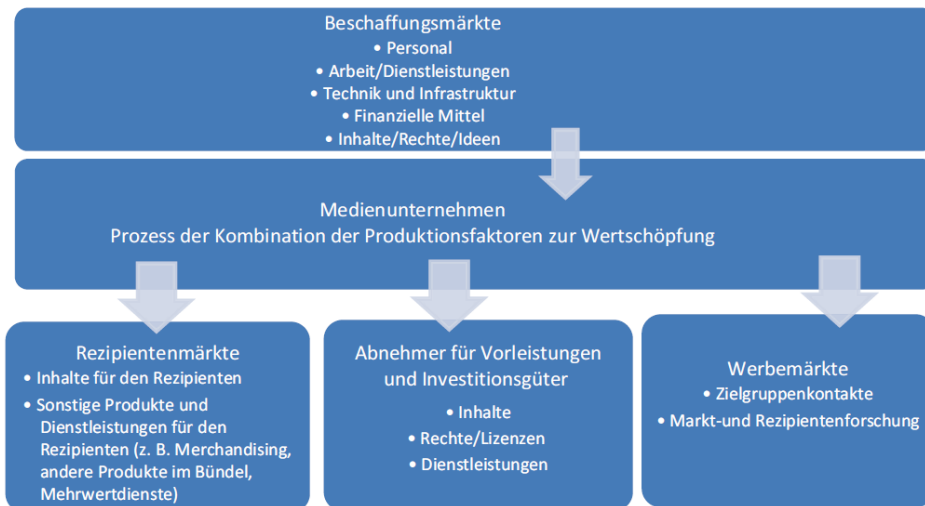 Beschaffungsmärkte
• Personal
• Arbeit/Dienstleistungen
• Technik und Infrastruktur
• Finanzielle Mittel
• Inhalte/Rechte/Ideen
Medienunternehmen
Prozess der Kombination der Produktionsfaktoren zur Wertschöpfung
Rezipientenmärkte
• Inhalte für den Rezipienten
• Sonstige Produkte und
Dienstleistungen für den
Rezipienten (z. B. Merchandising,
andere Produkte im Bündel,
Mehrwertdienste)
Abnehmer für Vorleistungen
und Investitionsgüter
• Inhalte
• Rechte/Lizenzen
• Dienstleistungen
Werbemärkte
• Zielgruppenkontakte
• Markt-und Rezipientenforschung